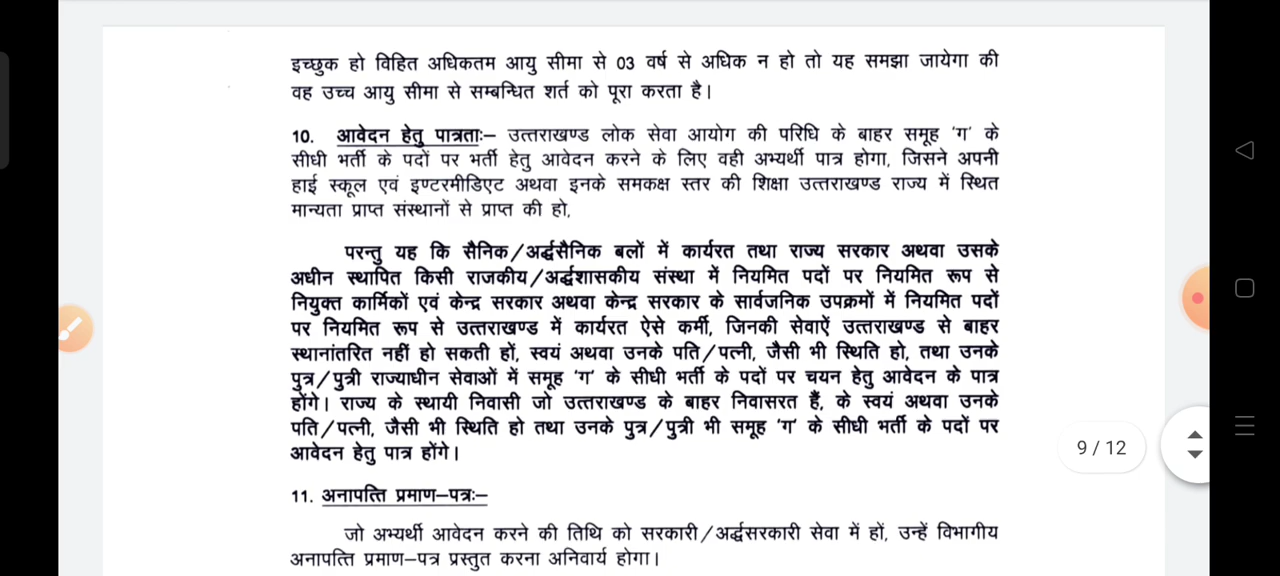 इच्छुक हो विहित अधिकतम आयु सीमा से 03 वर्ष से अधिक न हो तो यह समझा जायेगा की
वह उच्च आयु सीमा से सम्बन्धित शर्त को पूरा करता है।
10. आवेदन हेतु पात्रताः– उत्तराखण्ड लोक सेवा आयोग की परिधि के बाहर समूह 'ग' के
सीधी भर्ती के पदों पर भर्ती हेतु आवेदन करने के लिए वही अभ्यर्थी पात्र होगा, जिसने अपनी
हाई स्कूल एवं इण्टरमीडिएट अथवा इनके समकक्ष स्तर की शिक्षा उत्तराखण्ड राज्य में स्थित
मान्यता प्राप्त संस्थानों से प्राप्त की हो,
परन्तु यह कि सैनिक/अर्द्धसैनिक बलों में कार्यरत तथा राज्य सरकार अथवा उसके
अधीन स्थापित किसी राजकीय/अर्द्धशासकीय संस्था में नियमित पदों पर नियमित रूप से
नियुक्त कार्मिकों एवं केन्द्र सरकार अथवा केन्द्र सरकार के सार्वजनिक उपक्रमों में नियमित पदों
पर नियमित रूप से उत्तराखण्ड में कार्यरत ऐसे कर्मी, जिनकी सेवाऐं उत्तराखण्ड से बाहर
स्थानांतरित नहीं हो सकती हों, स्वयं अथवा उनके पति/पत्नी, जैसी भी स्थिति हो, तथा उनके
पुत्र/पुत्री राज्याधीन सेवाओं में समूह 'ग' के सीधी भर्ती के पदों पर चयन हेतु आवेदन के पात्र
होंगे। राज्य के स्थायी निवासी जो उत्तराखण्ड के बाहर निवासरत हैं, के स्वयं अथवा उनके
पति/पत्नी, जैसी भी स्थिति हो तथा उनके पुत्र/पुत्री भी समूह 'ग' के सीधी भर्ती के पदों पर
आवेदन हेतु पात्र होंगे।
9 / 12
11. अनापत्ति प्रमाण–पत्रः–
जो अभ्यर्थी आवेदन करने की तिथि को सरकारी/अर्द्धसरकारी सेवा में हों, उन्हें विभागीय
अनापत्ति प्रमाण–पत्र प्रस्तुत करना अनिवार्य होगा।